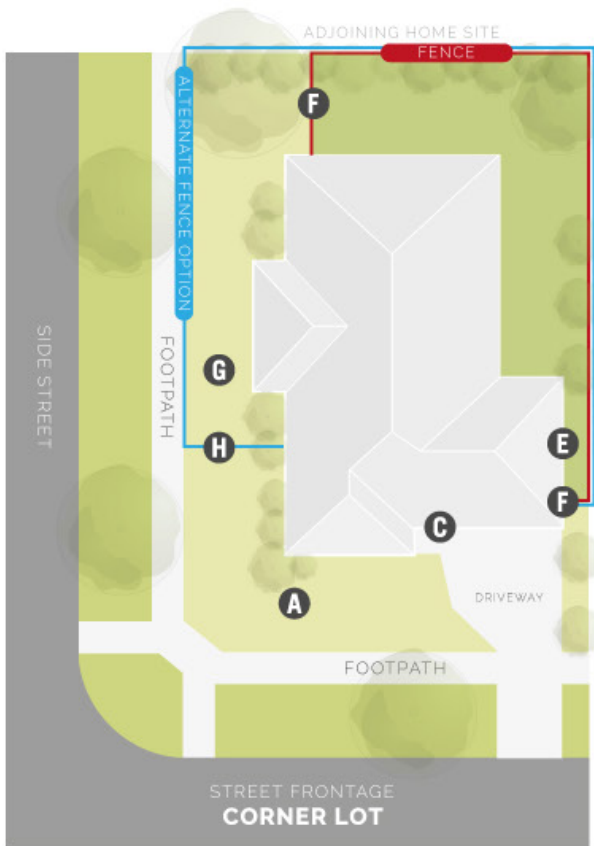 ADJOINING HOME SITE
FENCE
F
ALTERNATE FENCE OPTION
SIDE STREET
FOOTPATH
G
H
E
F
C
A
DRIVEWAY
FOOTPATH
STREET FRONTAGE
CORNER LOT